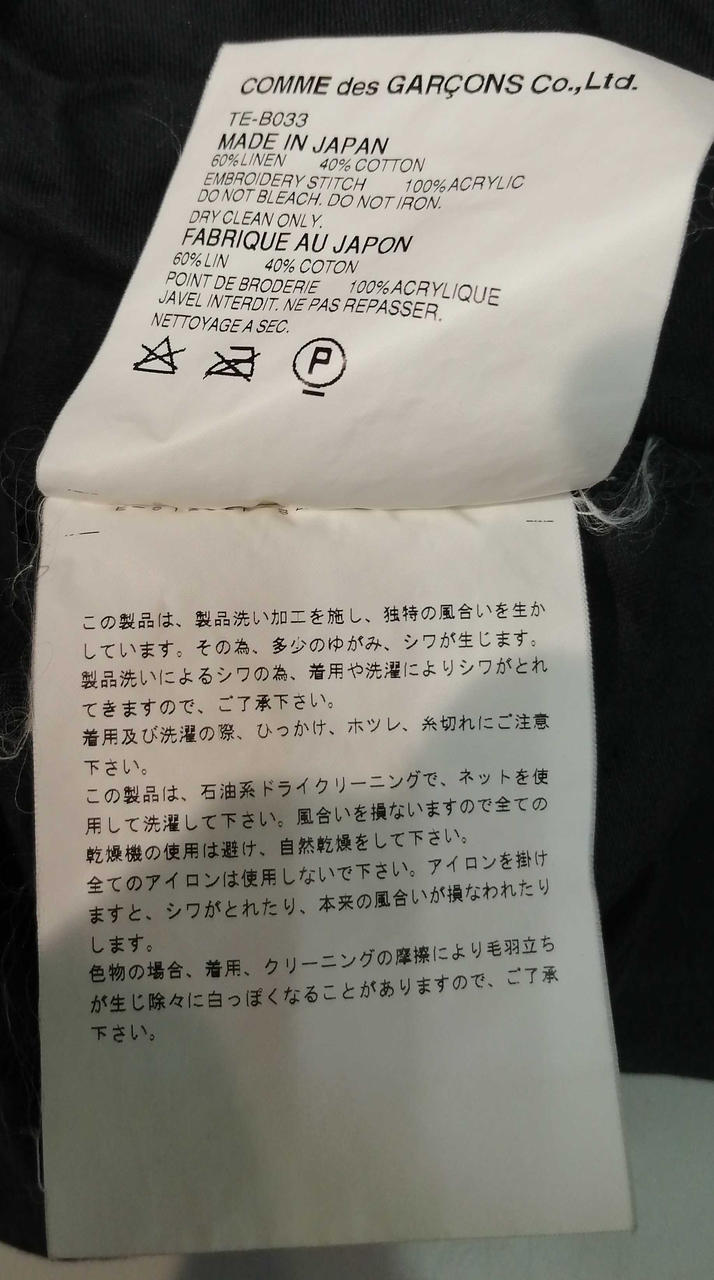 COMME des GARÇONS Co.,Ltd.
TE-B033
MADE IN JAPAN
60%LINEN 40%COTTON
EMBROIDERY STITCH 100%ACRYLIC
DO NOT BLEACH. DO NOT IRON.
DRY CLEAN ONLY.
FABRIQUE AU JAPON
60%LIN 40%COTON
POINT DE BRODERIE 100%ACRYLIQUE
JAVEL INTERDIT. NE PAS REPASSER.
NETTOYAGE A SEC.
P
この製品は、製品洗い加工を施し、独特の風合いを生か
しています。その為、多少のゆがみ、シワが生じます。
製品洗いによるシワの為、着用や洗濯によりシワがとれ
てきますので、ご了承下さい。
着用及び洗濯の際、ひっかけ、ホツレ、糸切れにご注意
下さい。
この製品は、石油系ドライクリーニングで、ネットを使
用して洗濯して下さい。風合いを損ないますので全ての
乾燥機の使用は避け、自然乾燥をして下さい。
全てのアイロンは使用しないで下さい。アイロンを掛け
ますと、シワがとれたり、本来の風合いが損なわれたり
します。
色物の場合、着用、クリーニングの摩擦により毛羽立ち
が生じ除々に白っぽくなることがありますので、ご了承
下さい。